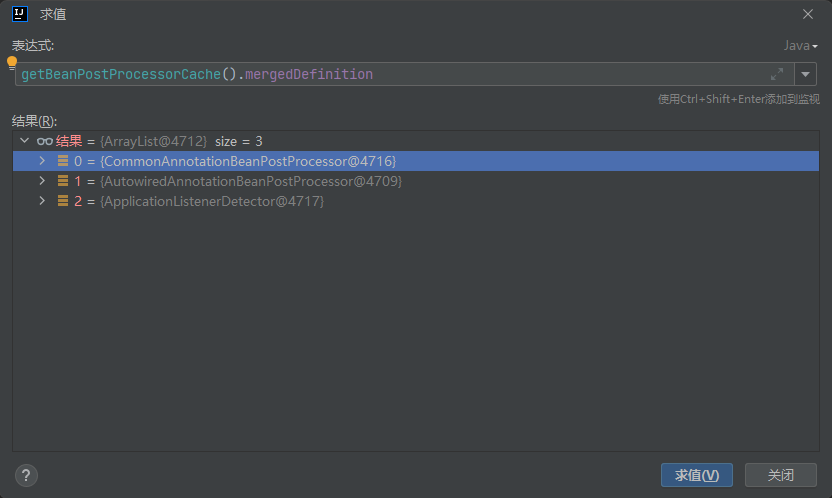 求值
表达式:
Java
getBeanPostProcessorCache().mergedDefinition
使用Ctrl+Shift+Enter添加到监视
结果(R):
结果 = {ArrayList@4712} size = 3
0 = {CommonAnnotationBeanPostProcessor@4716}
1 = {AutowiredAnnotationBeanPostProcessor@4709}
2 = {ApplicationListenerDetector@4717}
? 求值(V) 关闭